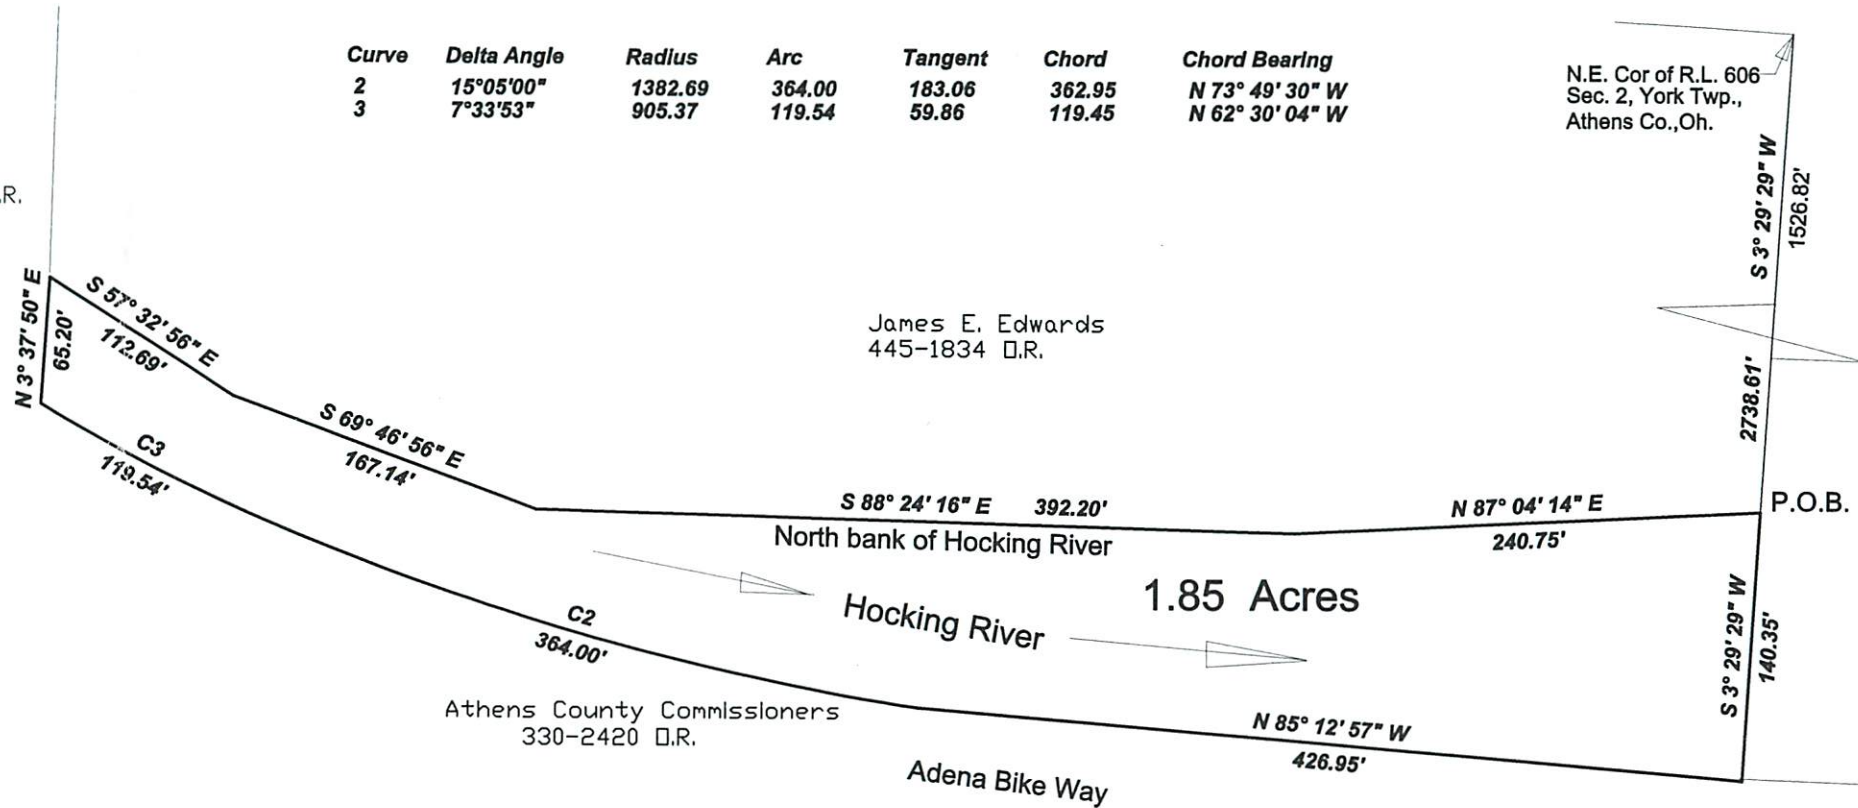 Curve Delta Angle Radius Arc Tangent Chord Chord Bearing
2 15°05'00" 1382.69 364.00 183.06 362.95 N 73° 49' 30" W
3 7°33'53" 905.37 119.54 59.86 119.45 N 62° 30' 04" W
N.E. Cor of R.L. 606
Sec. 2, York Twp.,
Athens Co.,Oh.
S 3° 29' 29" W
1526.82'
.R.
N 3° 37' 50" E
65.20'
S 57° 32' 56" E
112.69'
James E. Edwards
445-1834 O.R.
2738.61'
S 69° 46' 56" E
167.14'
C3
119.54'
S 88° 24' 16" E 392.20'
North bank of Hocking River
N 87° 04' 14" E
240.75'
P.O.B.
1.85 Acres
Hocking River
C2
364.00'
S 3° 29' 29" W
140.35'
Athens County Commissioners
330-2420 O.R.
N 85° 12' 57" W
426.95'
Adena Bike Way